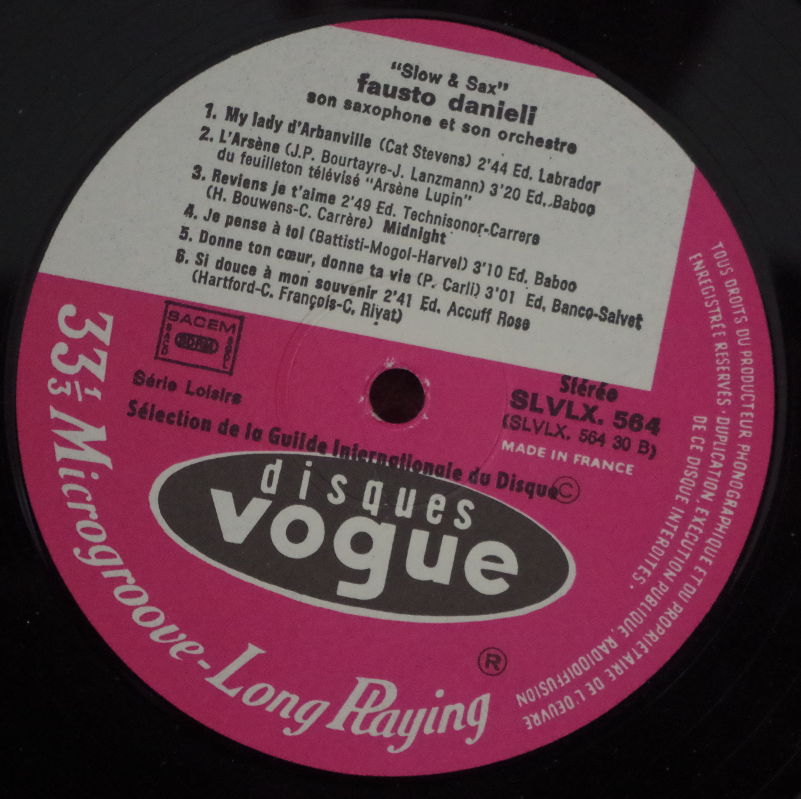 "Slow & Sax"
fausto danieli
son saxophone et son orchestre
1. My lady d'Arbanville (Cat Stevens) 2'44 Ed. Labrador
2. L'Arsène (J.P. Bourtayre-J. Lanzmann) 3'20 Ed. Baboo
du feuilleton télévisé "Arsène Lupin"
3. Reviens je t'aime 2'49 Ed. Technisonor-Carrere
(H. Bouwens-C. Carrère) Midnight
4. Je pense à toi (Battisti-Mogol-Harvel) 3'10 Ed. Baboo
5. Donne ton cœur, donne ta vie (P. Carli) 3'01 Ed. Banco-Salvet
6. Si douce à mon souvenir 2'41 Ed. Accuff Rose
(Hartford-C. François-C. Rivat)
SACEM
Série Loisirs
Stéréo
SLVLX. 564
(SLVLX. 564 30 B)
MADE IN FRANCE
Sélection de la Guilde Internationale du Disque ©
disques
vogue
®
33 1/3 Microgroove-Long Playing
TOUS DROITS DU PRODUCTEUR PHONOGRAPHIQUE ET DU PROPRIÉTAIRE DE L'OEUVRE
ENREGISTRÉE RESERVÉS · DUPLICATION, EXECUTION PUBLIQUE, RADIODIFFUSION
DE CE DISQUE INTERDITES ·